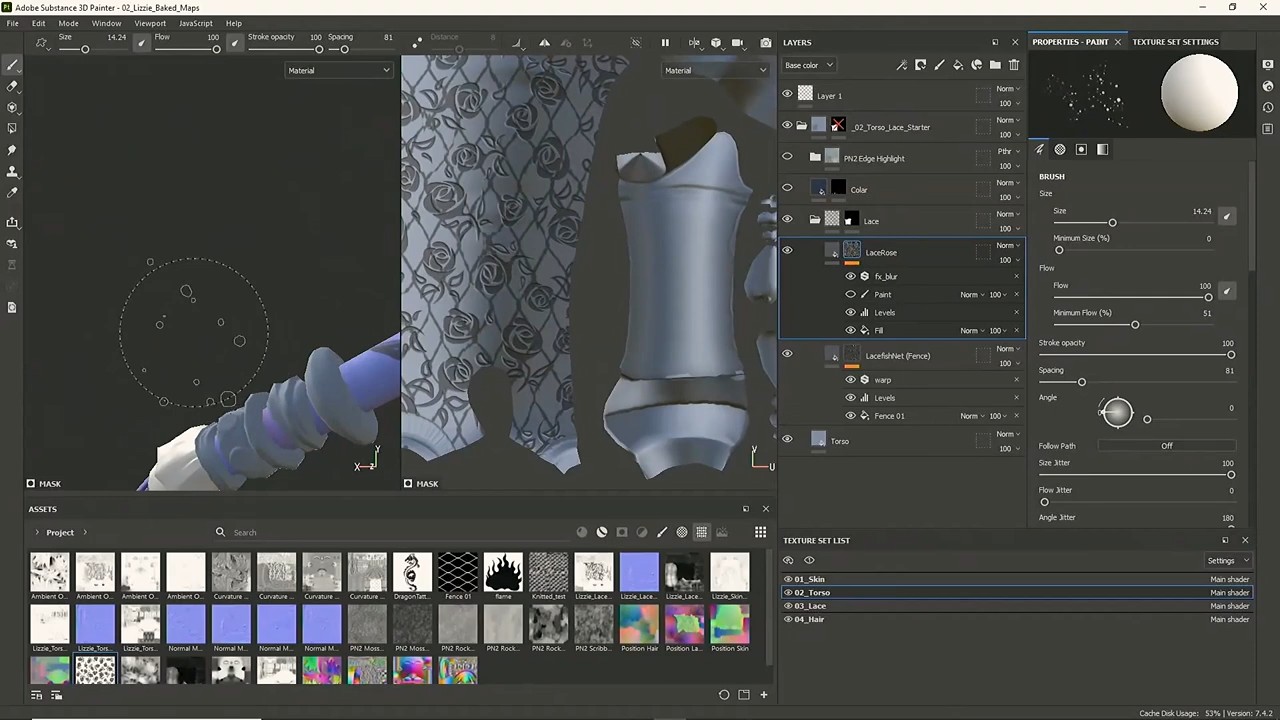 Adobe Substance 3D Painter - 02_Lizzie_Baked_Maps
File Edit Mode Window Viewport JavaScript Help
Size 14.24 Flow 100 Stroke opacity 100 Spacing 81 Distance 8
Material
Material
MASK
MASK
LAYERS
Base color
Layer 1 Norm 100
_02_Torso_Lace_Starter Norm 100
PN2 Edge Highlight Pthr 100
Colar Norm 100
Lace Norm 100
LaceRose Norm 100
fx_blur
Paint Norm 100
Levels
Fill Norm 100
LacefishNet (Fence) Norm 100
warp
Levels
Fence 01 Norm 100
Torso Norm 100
PROPERTIES - PAINT TEXTURE SET SETTINGS
BRUSH
Size
Size 14.24
Minimum Size (%) 0
Flow
Flow 100
Minimum Flow (%) 51
Stroke opacity 100
Spacing 81
Angle 0
Follow Path Off
Size Jitter 100
Flow Jitter 0
Angle Jitter 180
ASSETS
Project Search
Ambient O... Ambient O... Ambient O... Ambient O... Curvature ... Curvature ... Curvature ... Curvature ... DragonTatt... Fence 01 flame Knitted_test Lizzie_Lace... Lizzie_Lace... Lizzie_Lace... Lizzie_Skin...
Lizzie_Tors... Lizzie_Tors... Lizzie_Tors... Normal M... Normal M... Normal M... Normal M... PN2 Moss... PN2 Moss... PN2 Rock... PN2 Rock... PN2 Rock... PN2 Scribb... Position Hair Position La... Position Skin
TEXTURE SET LIST
Settings
01_Skin Main shader
02_Torso Main shader
03_Lace Main shader
04_Hair Main shader
Cache Disk Usage: 53% | Version: 7.4.2
X Z
Y
Y
U